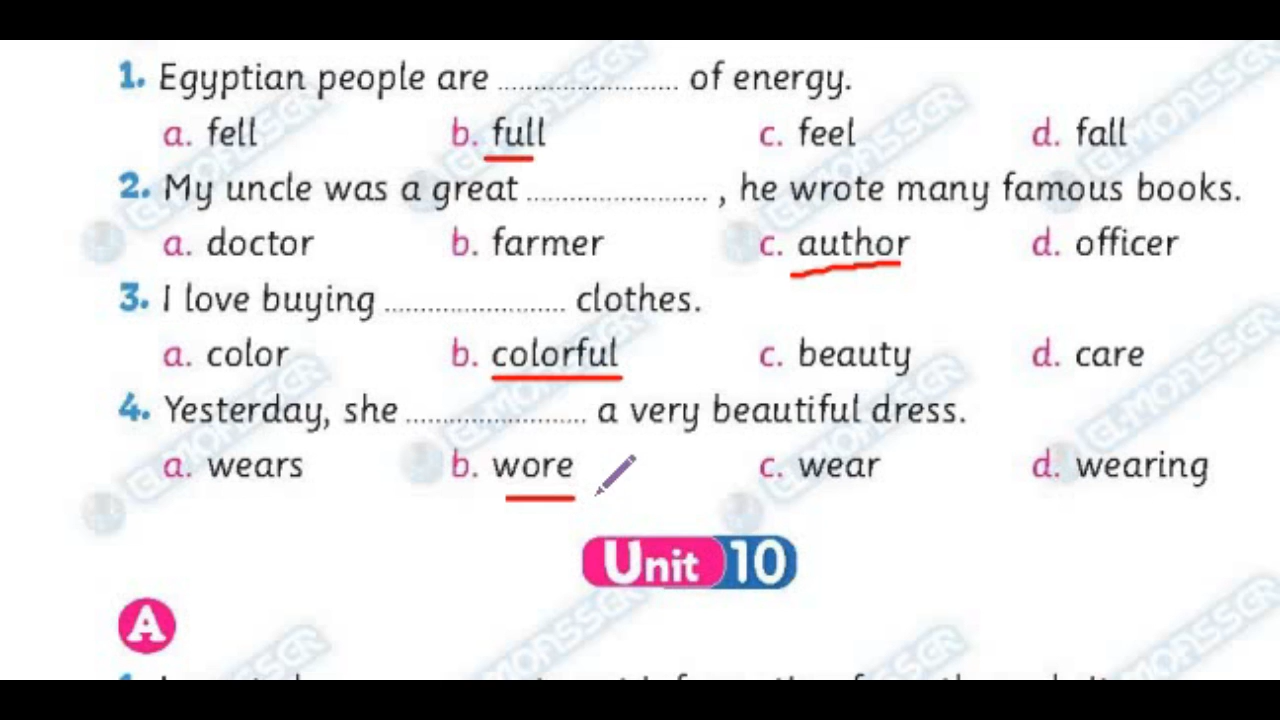 1. Egyptian people are ........................ of energy.
a. fell b. full c. feel d. fall
2. My uncle was a great ........................ , he wrote many famous books.
a. doctor b. farmer c. author d. officer
3. I love buying ........................ clothes.
a. color b. colorful c. beauty d. care
4. Yesterday, she ........................ a very beautiful dress.
a. wears b. wore c. wear d. wearing
Unit 10
A